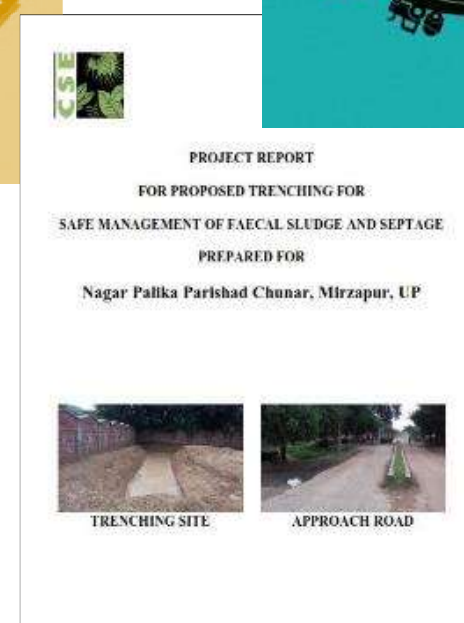 CSE
PROJECT REPORT
FOR PROPOSED TRENCHING FOR
SAFE MANAGEMENT OF FAECAL SLUDGE AND SEPTAGE
PREPARED FOR
Nagar Palika Parishad Chunar, Mirzapur, UP
TRENCHING SITE
APPROACH ROAD